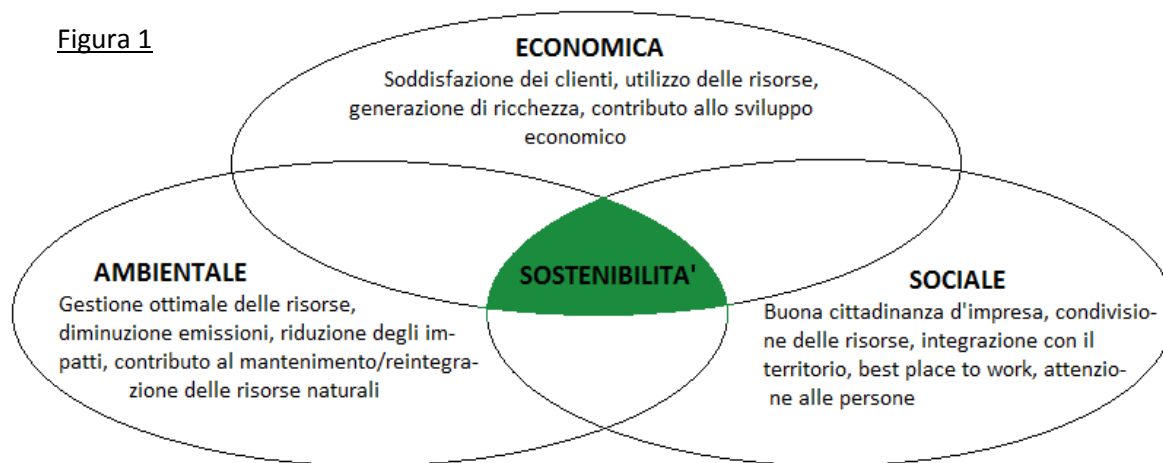 Figura 1
ECONOMICA
Soddisfazione dei clienti, utilizzo delle risorse,
generazione di ricchezza, contributo allo sviluppo
economico
SOSTENIBILITA'
AMBIENTALE
Gestione ottimale delle risorse,
diminuzione emissioni, riduzione degli im-
patti, contributo al mantenimento/reintegra-
zione delle risorse naturali
SOCIALE
Buona cittadinanza d'impresa, condivisio-
ne delle risorse, integrazione con il
territorio, best place to work, attenzio-
ne alle persone